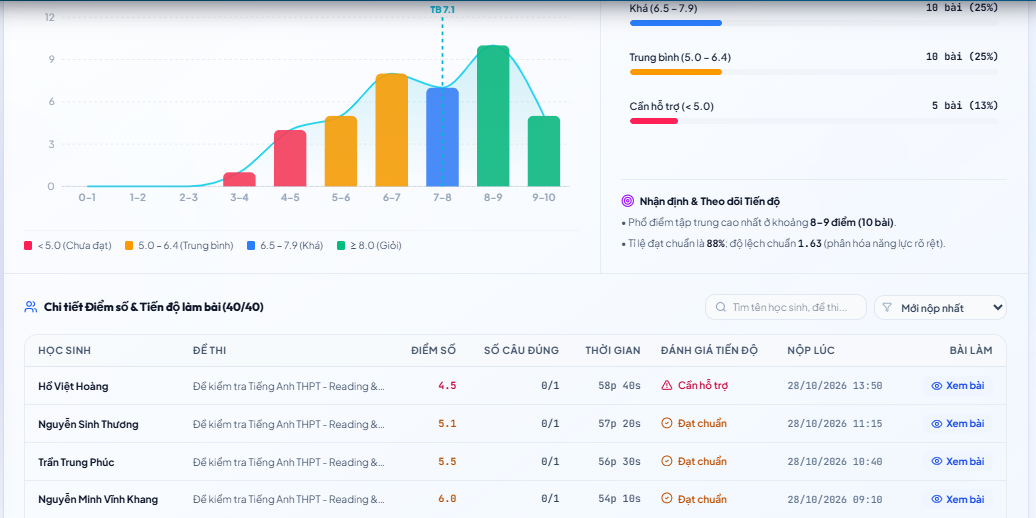 TB 7.1
12
9
6
3
0
0–1 1–2 2–3 3–4 4–5 5–6 6–7 7–8 8–9 9–10
< 5.0 (Chưa đạt) 5.0 – 6.4 (Trung bình) 6.5 – 7.9 (Khá) ≥ 8.0 (Giỏi)
Khá (6.5 – 7.9) 10 bài (25%)
Trung bình (5.0 – 6.4) 10 bài (25%)
Cần hỗ trợ (< 5.0) 5 bài (13%)
Nhận định & Theo dõi Tiến độ
• Phổ điểm tập trung cao nhất ở khoảng 8–9 điểm (10 bài).
• Tỉ lệ đạt chuẩn là 88%; độ lệch chuẩn 1.63 (phân hóa năng lực rõ rệt).
Chi tiết Điểm số & Tiến độ làm bài (40/40)
Tìm tên học sinh, đề thi... Mới nộp nhất
HỌC SINH ĐỀ THI ĐIỂM SỐ SỐ CÂU ĐÚNG THỜI GIAN ĐÁNH GIÁ TIẾN ĐỘ NỘP LÚC BÀI LÀM
Hồ Việt Hoàng Đề kiểm tra Tiếng Anh THPT - Reading &... 4.5 0/1 58p 40s Cần hỗ trợ 28/10/2026 13:50 Xem bài
Nguyễn Sinh Thương Đề kiểm tra Tiếng Anh THPT - Reading &... 5.1 0/1 57p 20s Đạt chuẩn 28/10/2026 11:15 Xem bài
Trần Trung Phúc Đề kiểm tra Tiếng Anh THPT - Reading &... 5.5 0/1 56p 30s Đạt chuẩn 28/10/2026 10:40 Xem bài
Nguyễn Minh Vĩnh Khang Đề kiểm tra Tiếng Anh THPT - Reading &... 6.0 0/1 54p 10s Đạt chuẩn 28/10/2026 09:10 Xem bài